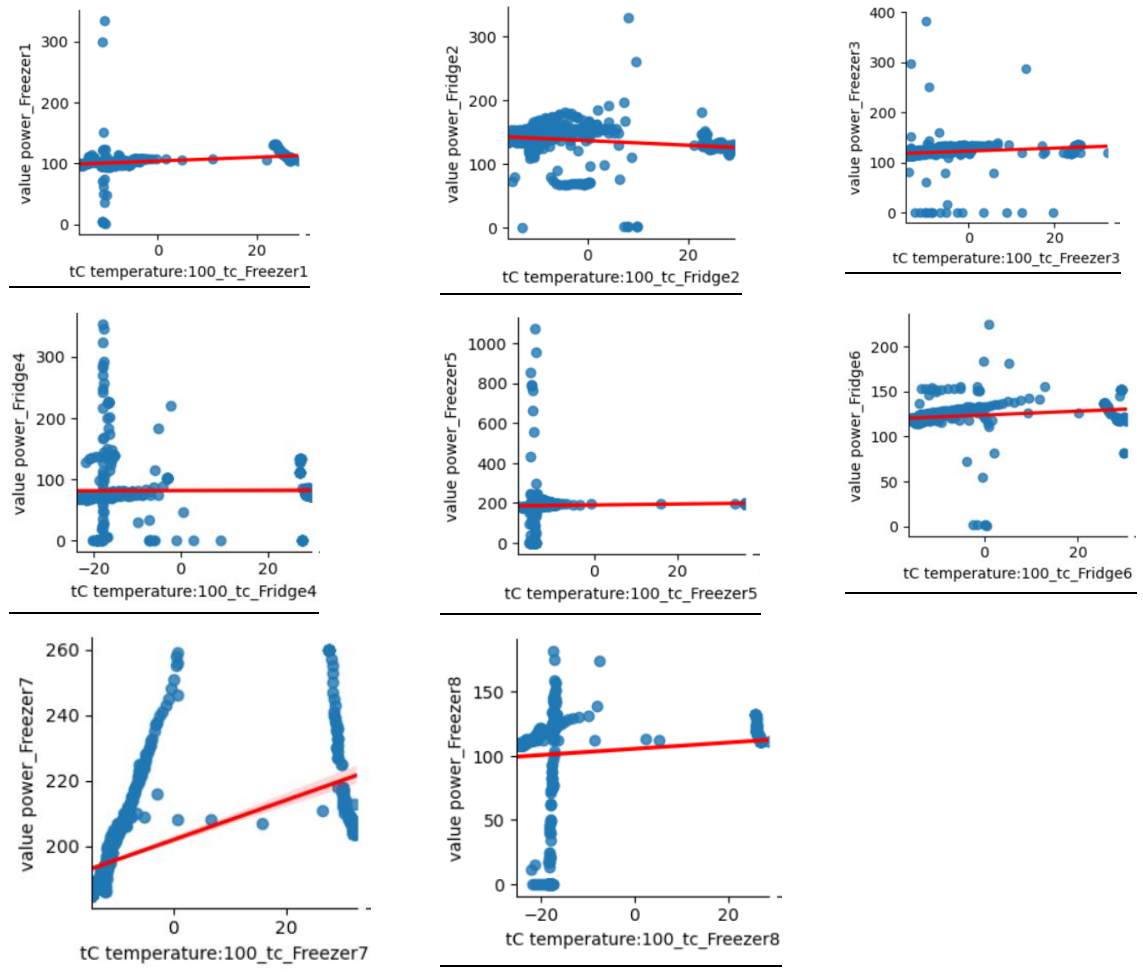 value power_Freezer1
300
200
100
0
0 20
tC temperature:100_tc_Freezer1
value power_Fridge2
300
200
100
0
0 20
tC temperature:100_tc_Fridge2
value power_Freezer3
400
300
200
100
0
0 20
tC temperature:100_tc_Freezer3
value power_Fridge4
300
200
100
0
−20 0 20
tC temperature:100_tc_Fridge4
value power_Freezer5
1000
800
600
400
200
0
0 20
tC temperature:100_tc_Freezer5
value power_Fridge6
200
150
100
50
0
0 20
tC temperature:100_tc_Fridge6
value power_Freezer7
260
240
220
200
0 20
tC temperature:100_tc_Freezer7
value power_Freezer8
150
100
50
0
−20 0 20
tC temperature:100_tc_Freezer8